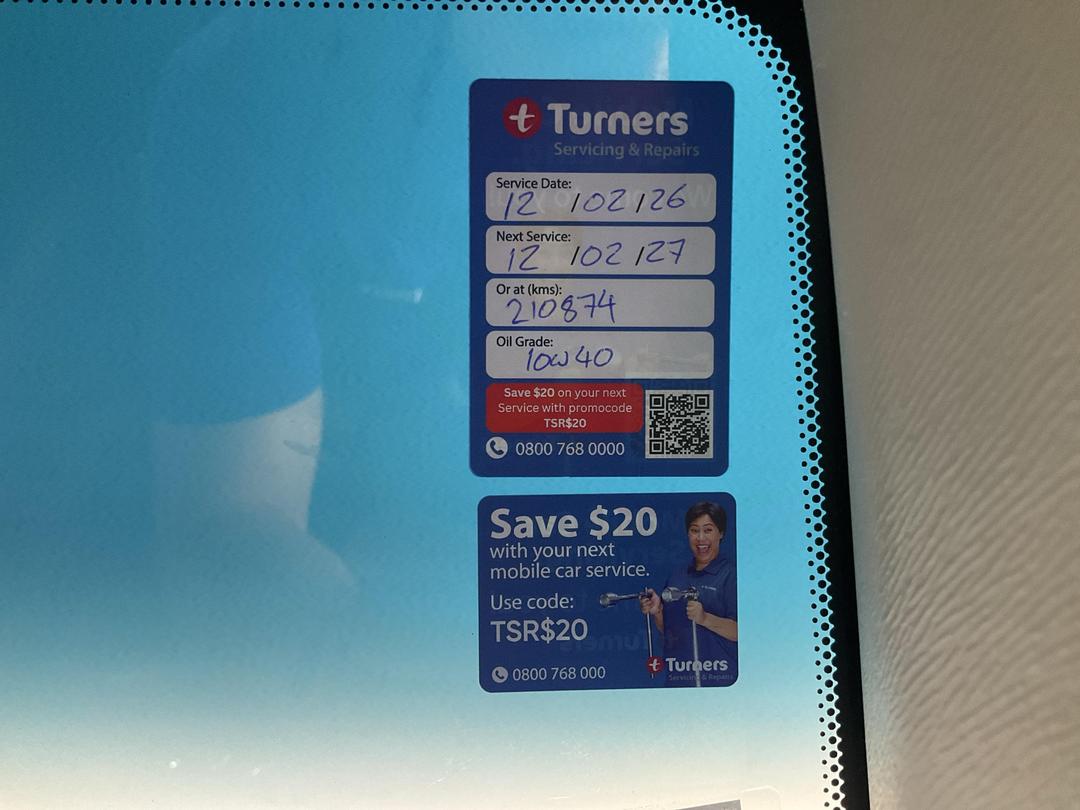 t Turners
Servicing & Repairs
Service Date:
12 /02 /26
Next Service:
12 /02 /27
Or at (kms):
210874
Oil Grade:
10w40
Save $20 on your next
Service with promocode
TSR$20
0800 768 0000
Save $20
with your next
mobile car service.
Use code:
TSR$20
0800 768 000
t Turners
Servicing & Repairs